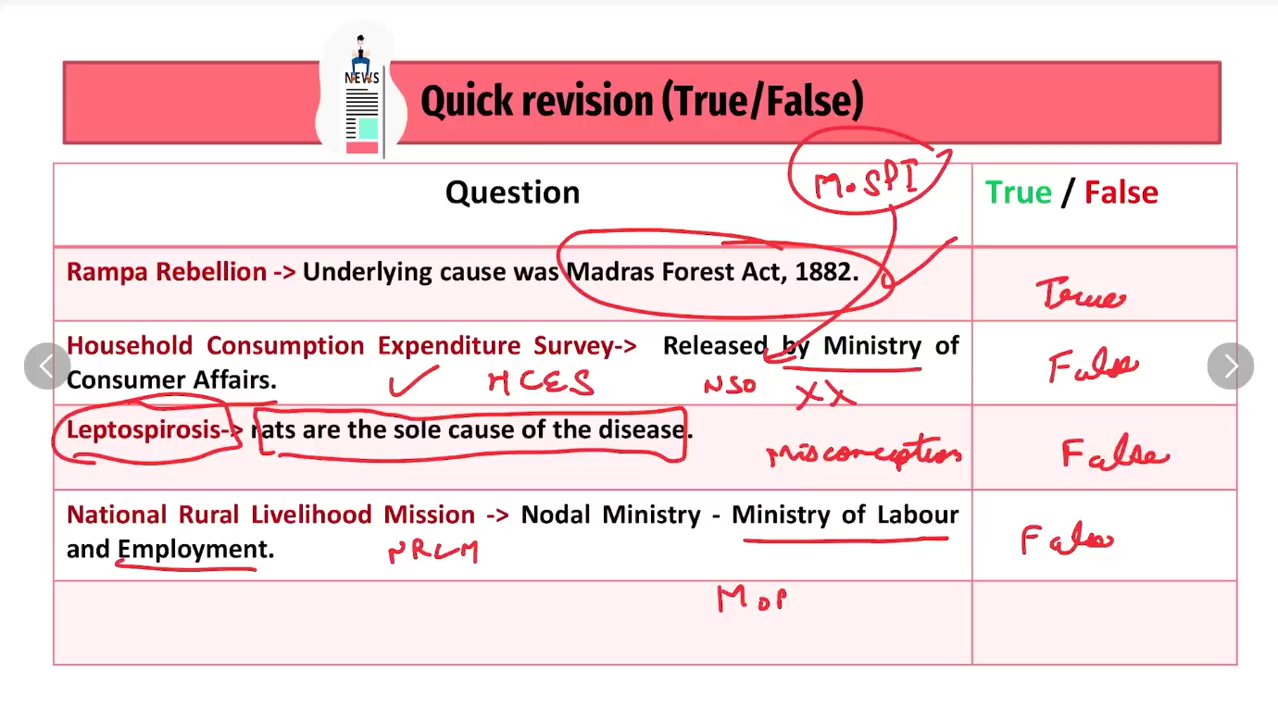 NEWS
Quick revision (True/False)
Question
MoSPI
True / False
Rampa Rebellion -> Underlying cause was Madras Forest Act, 1882.
True
Household Consumption Expenditure Survey-> Released by Ministry of
Consumer Affairs.
HCES
NSO
XX
False
Leptospirosis-> rats are the sole cause of the disease.
misconception
False
National Rural Livelihood Mission -> Nodal Ministry - Ministry of Labour
and Employment.
NRLM
False
MoP